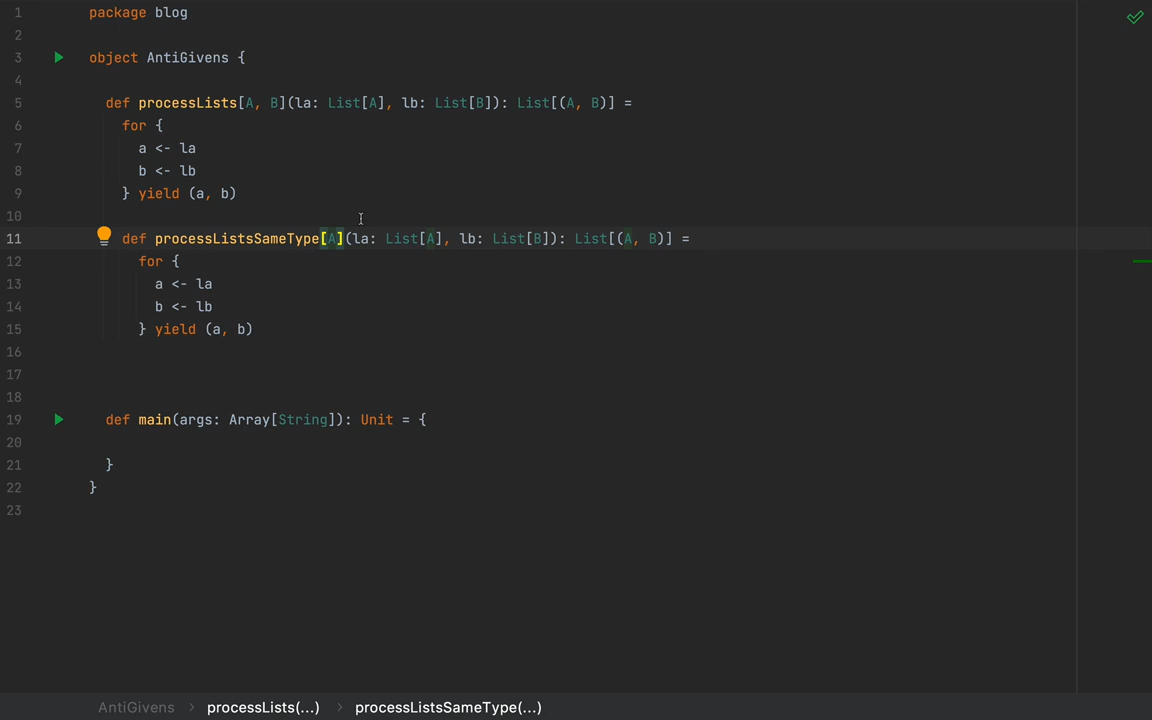 1 package blog
2
3 object AntiGivens {
4
5 def processLists[A, B](la: List[A], lb: List[B]): List[(A, B)] =
6 for {
7 a <- la
8 b <- lb
9 } yield (a, b)
10
11 def processListsSameType[A](la: List[A], lb: List[B]): List[(A, B)] =
12 for {
13 a <- la
14 b <- lb
15 } yield (a, b)
16
17
18
19 def main(args: Array[String]): Unit = {
20
21 }
22 }
23
AntiGivens > processLists(...) > processListsSameType(...)